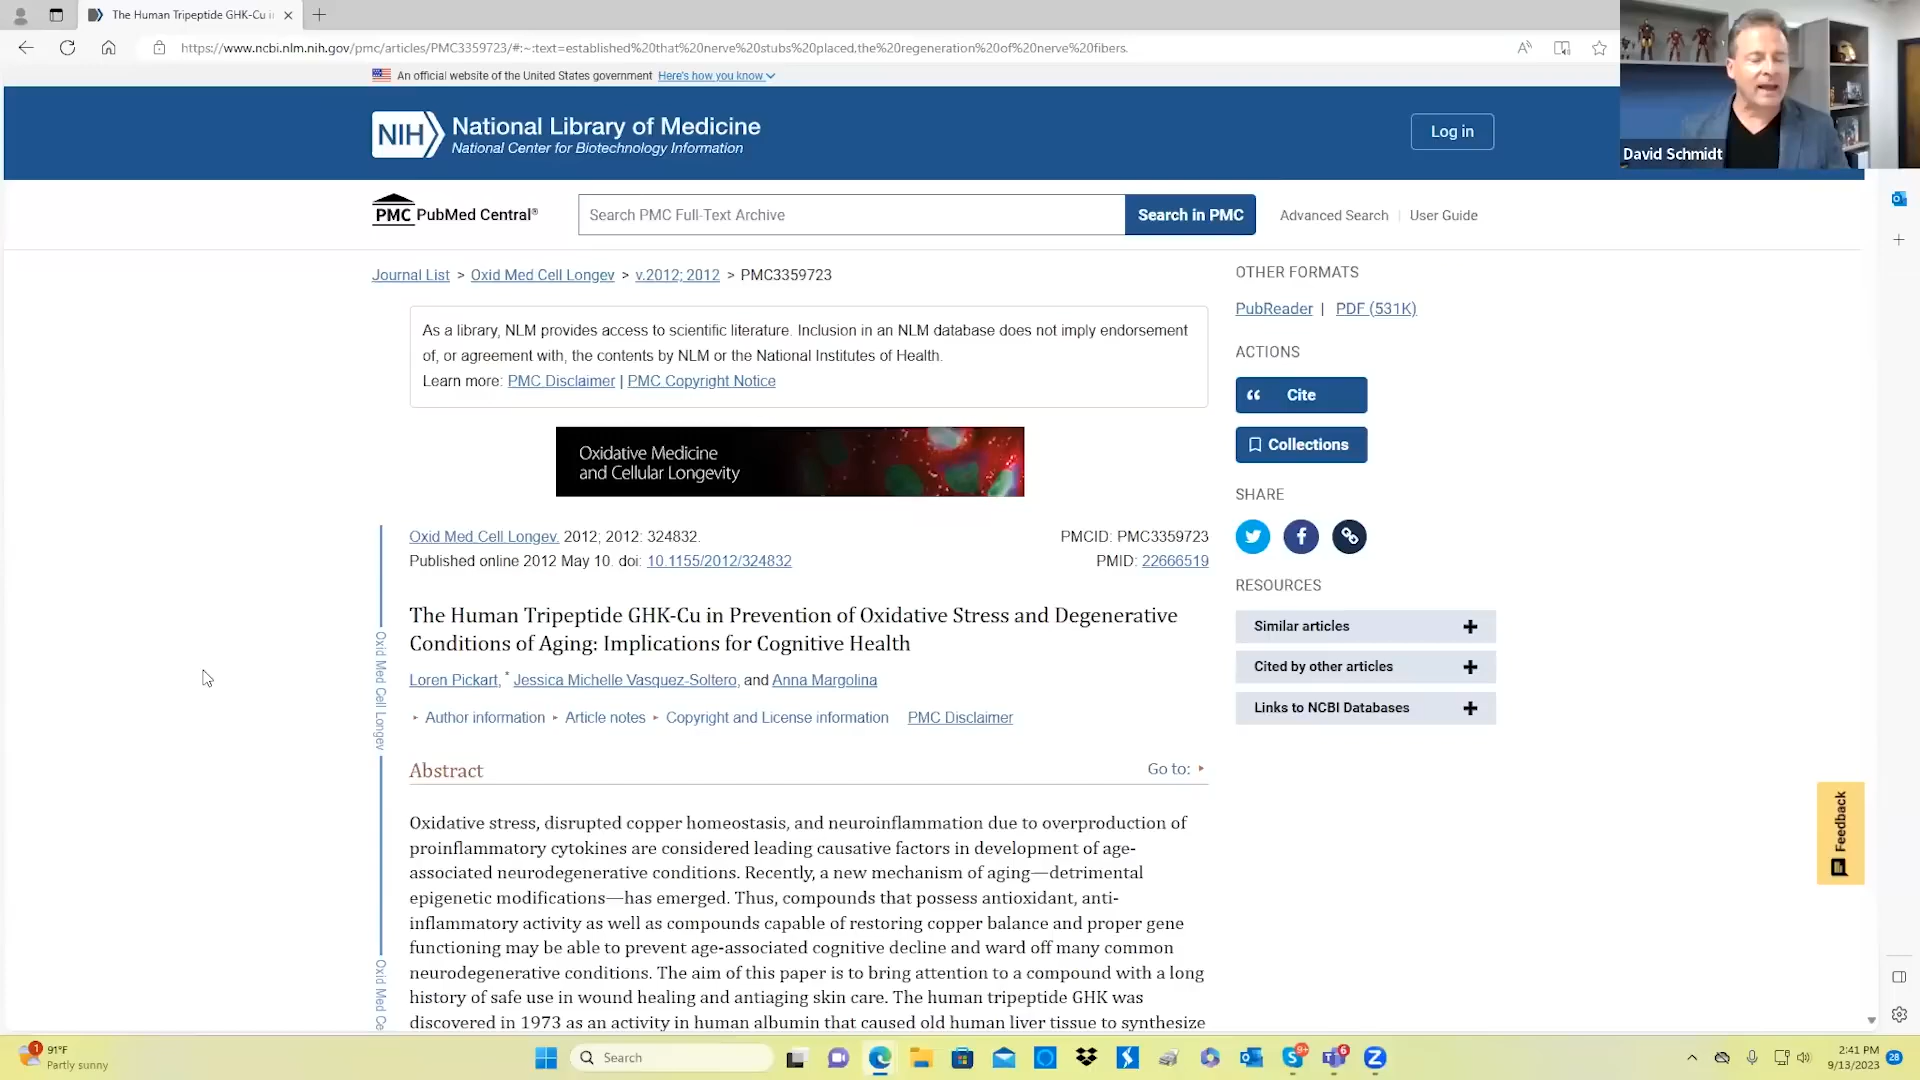 The Human Tripeptide GHK-Cu i
https://www.ncbi.nlm.nih.gov/pmc/articles/PMC3359723/#:~:text=established%20that%20nerve%20stubs%20placed,the%20regeneration%20of%20nerve%20fibers.
An official website of the United States government Here's how you know
NIH National Library of Medicine
National Center for Biotechnology Information
Log in
David Schmidt
PMC PubMed Central®
Search PMC Full-Text Archive
Search in PMC
Advanced Search
User Guide
Journal List > Oxid Med Cell Longev > v.2012; 2012 > PMC3359723
As a library, NLM provides access to scientific literature. Inclusion in an NLM database does not imply endorsement
of, or agreement with, the contents by NLM or the National Institutes of Health.
Learn more: PMC Disclaimer | PMC Copyright Notice
Oxidative Medicine
and Cellular Longevity
Oxid Med Cell Longev. 2012; 2012: 324832.
PMCID: PMC3359723
Published online 2012 May 10. doi: 10.1155/2012/324832
PMID: 22666519
The Human Tripeptide GHK-Cu in Prevention of Oxidative Stress and Degenerative
Conditions of Aging: Implications for Cognitive Health
Loren Pickart, * Jessica Michelle Vasquez-Soltero, and Anna Margolina
Author information Article notes Copyright and License information PMC Disclaimer
Abstract
Go to:
Oxidative stress, disrupted copper homeostasis, and neuroinflammation due to overproduction of
proinflammatory cytokines are considered leading causative factors in development of age-
associated neurodegenerative conditions. Recently, a new mechanism of aging—detrimental
epigenetic modifications—has emerged. Thus, compounds that possess antioxidant, anti-
inflammatory activity as well as compounds capable of restoring copper balance and proper gene
functioning may be able to prevent age-associated cognitive decline and ward off many common
neurodegenerative conditions. The aim of this paper is to bring attention to a compound with a long
history of safe use in wound healing and antiaging skin care. The human tripeptide GHK was
discovered in 1973 as an activity in human albumin that caused old human liver tissue to synthesize
Oxid Med Cell Longev
Oxid Med Ce
OTHER FORMATS
PubReader | PDF (531K)
ACTIONS
Cite
Collections
SHARE
RESOURCES
Similar articles
Cited by other articles
Links to NCBI Databases
Feedback
1
91°F
Partly sunny
Search
9+
6
2:41 PM
9/13/2023
28